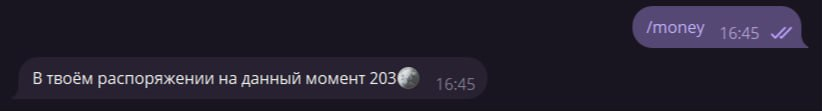 /money 16:45
В твоём распоряжении на данный момент 203🌕 16:45